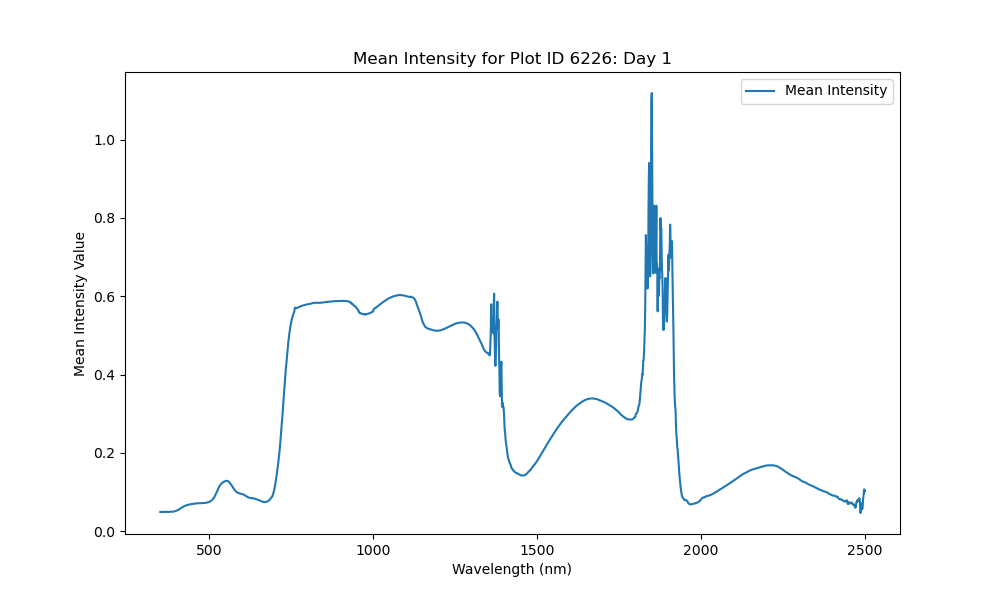 Mean Intensity for Plot ID 6226: Day 1
Mean Intensity
Mean Intensity Value
1.0
0.8
0.6
0.4
0.2
0.0
500
1000
1500
2000
2500
Wavelength (nm)